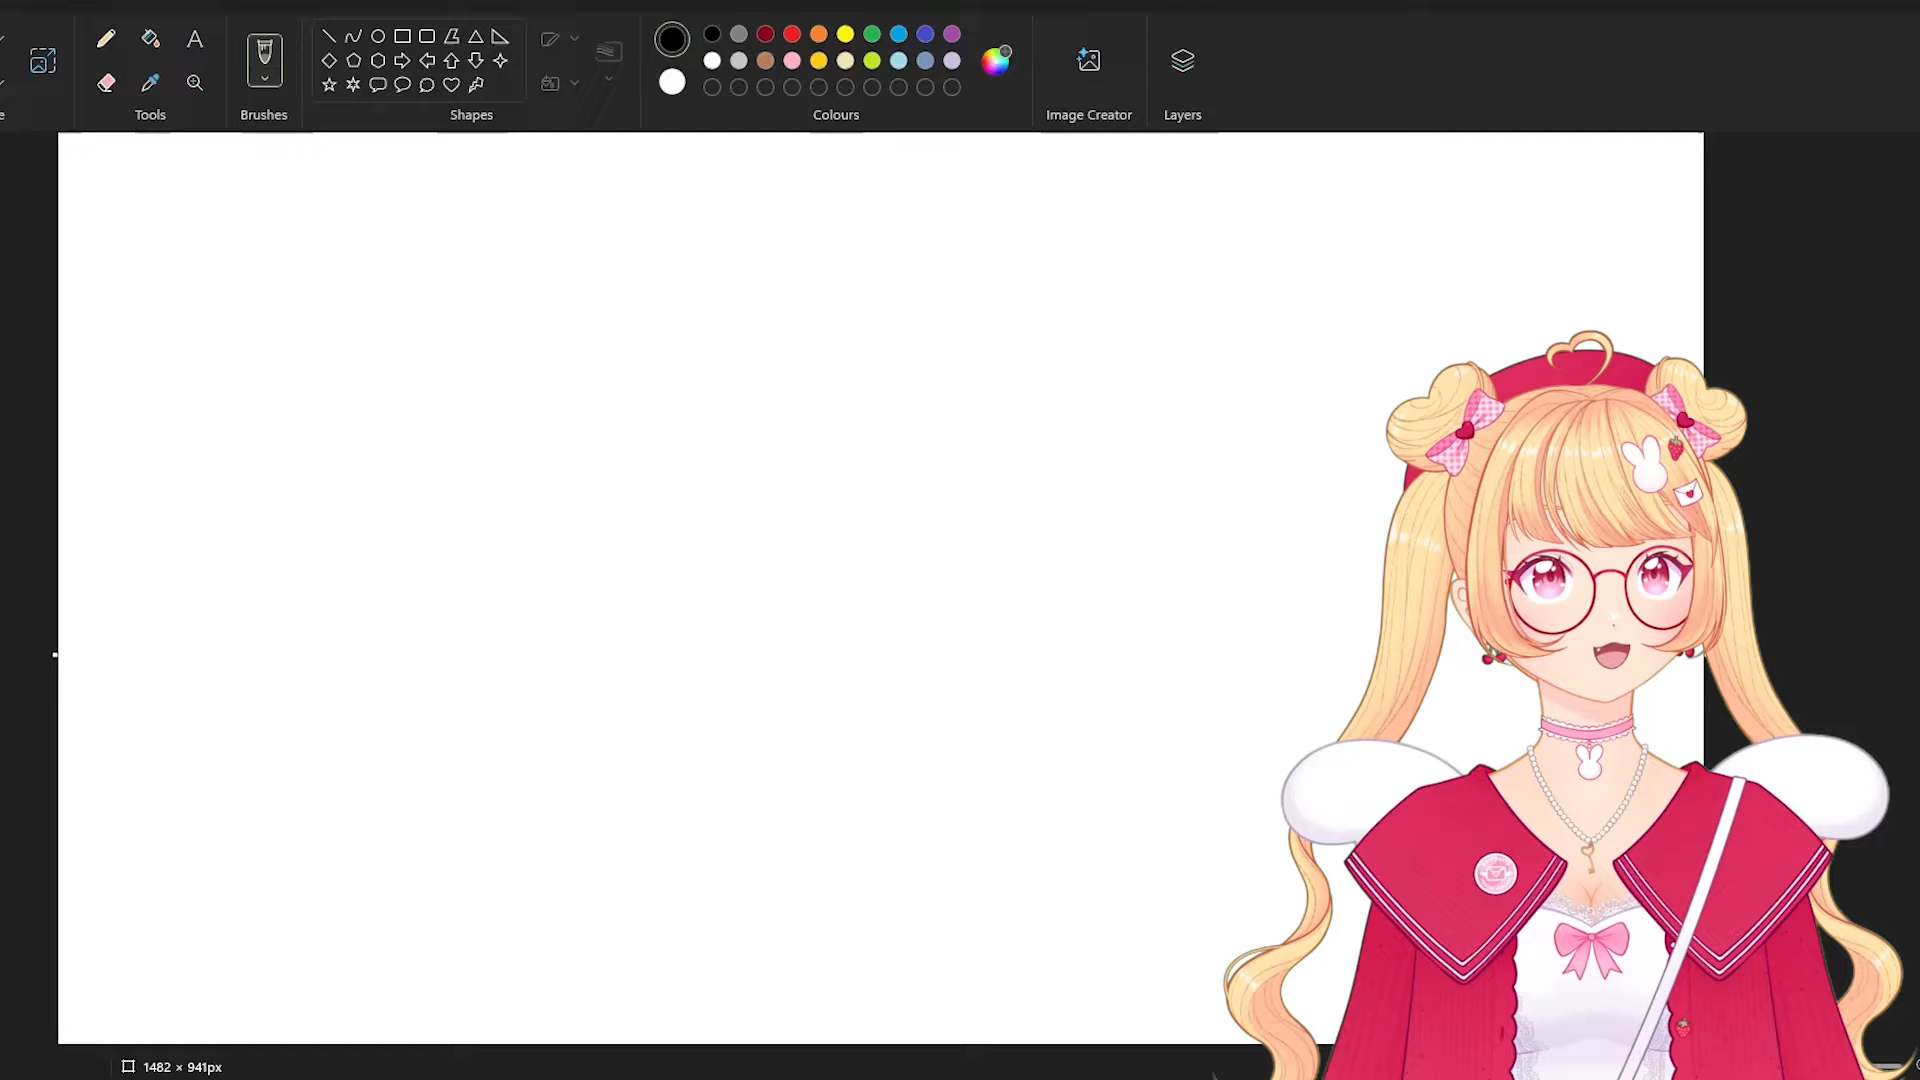 Tools
Brushes
Shapes
Colours
Image Creator
Layers
1482 × 941px